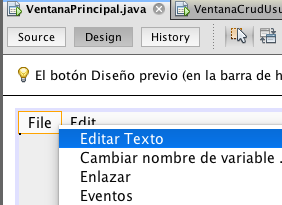 VentanaPrincipal.java VentanaCrudUsu
Source Design History
El botón Diseño previo (en la barra de h
File Edit
Editar Texto
Cambiar nombre de variable .
Enlazar
Eventos